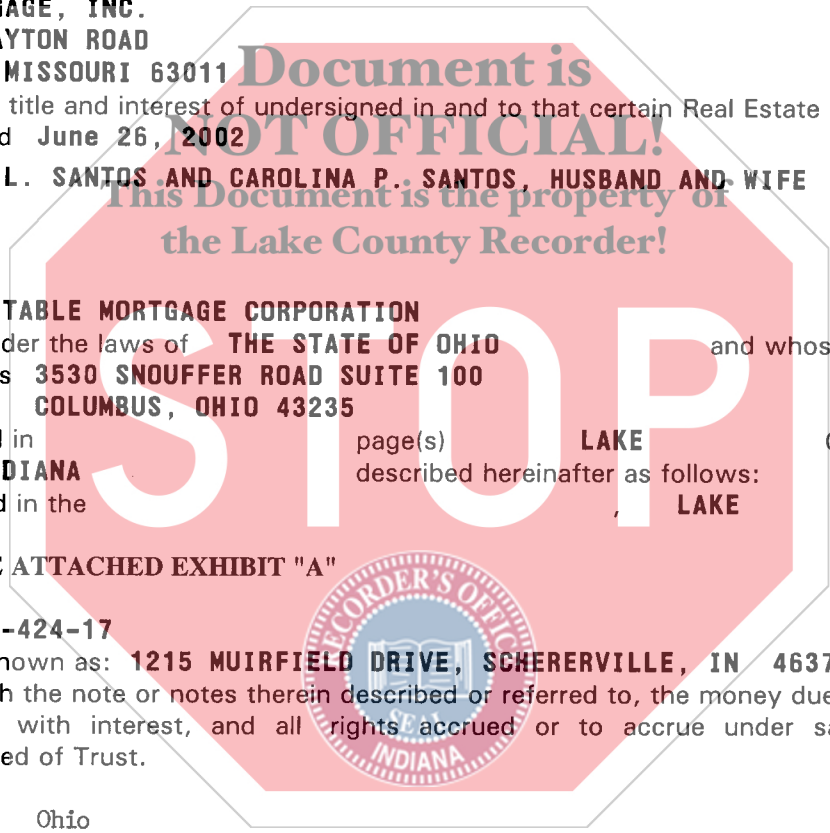 GAGE, INC.
AYTON ROAD
MISSOURI 63011
Document is
title and interest of undersigned in and to that certain Real Estate
d June 26, 2002
NOT OFFICIAL!
L. SANTOS AND CAROLINA P. SANTOS, HUSBAND AND WIFE
This Document is the property of
the Lake County Recorder!
STOP
TABLE MORTGAGE CORPORATION
der the laws of THE STATE OF OHIO and whos
s 3530 SNOUFFER ROAD SUITE 100
COLUMBUS, OHIO 43235
in page(s) LAKE
DIANA described hereinafter as follows:
d in the , LAKE
E ATTACHED EXHIBIT "A"
RECORDER'S OFFICE
-424-17
nown as: 1215 MUIRFIELD DRIVE, SCHERERVILLE, IN 4637
h the note or notes therein described or referred to, the money due
with interest, and all rights accrued or to accrue under sa
SEAL
ed of Trust.
INDIANA
Ohio